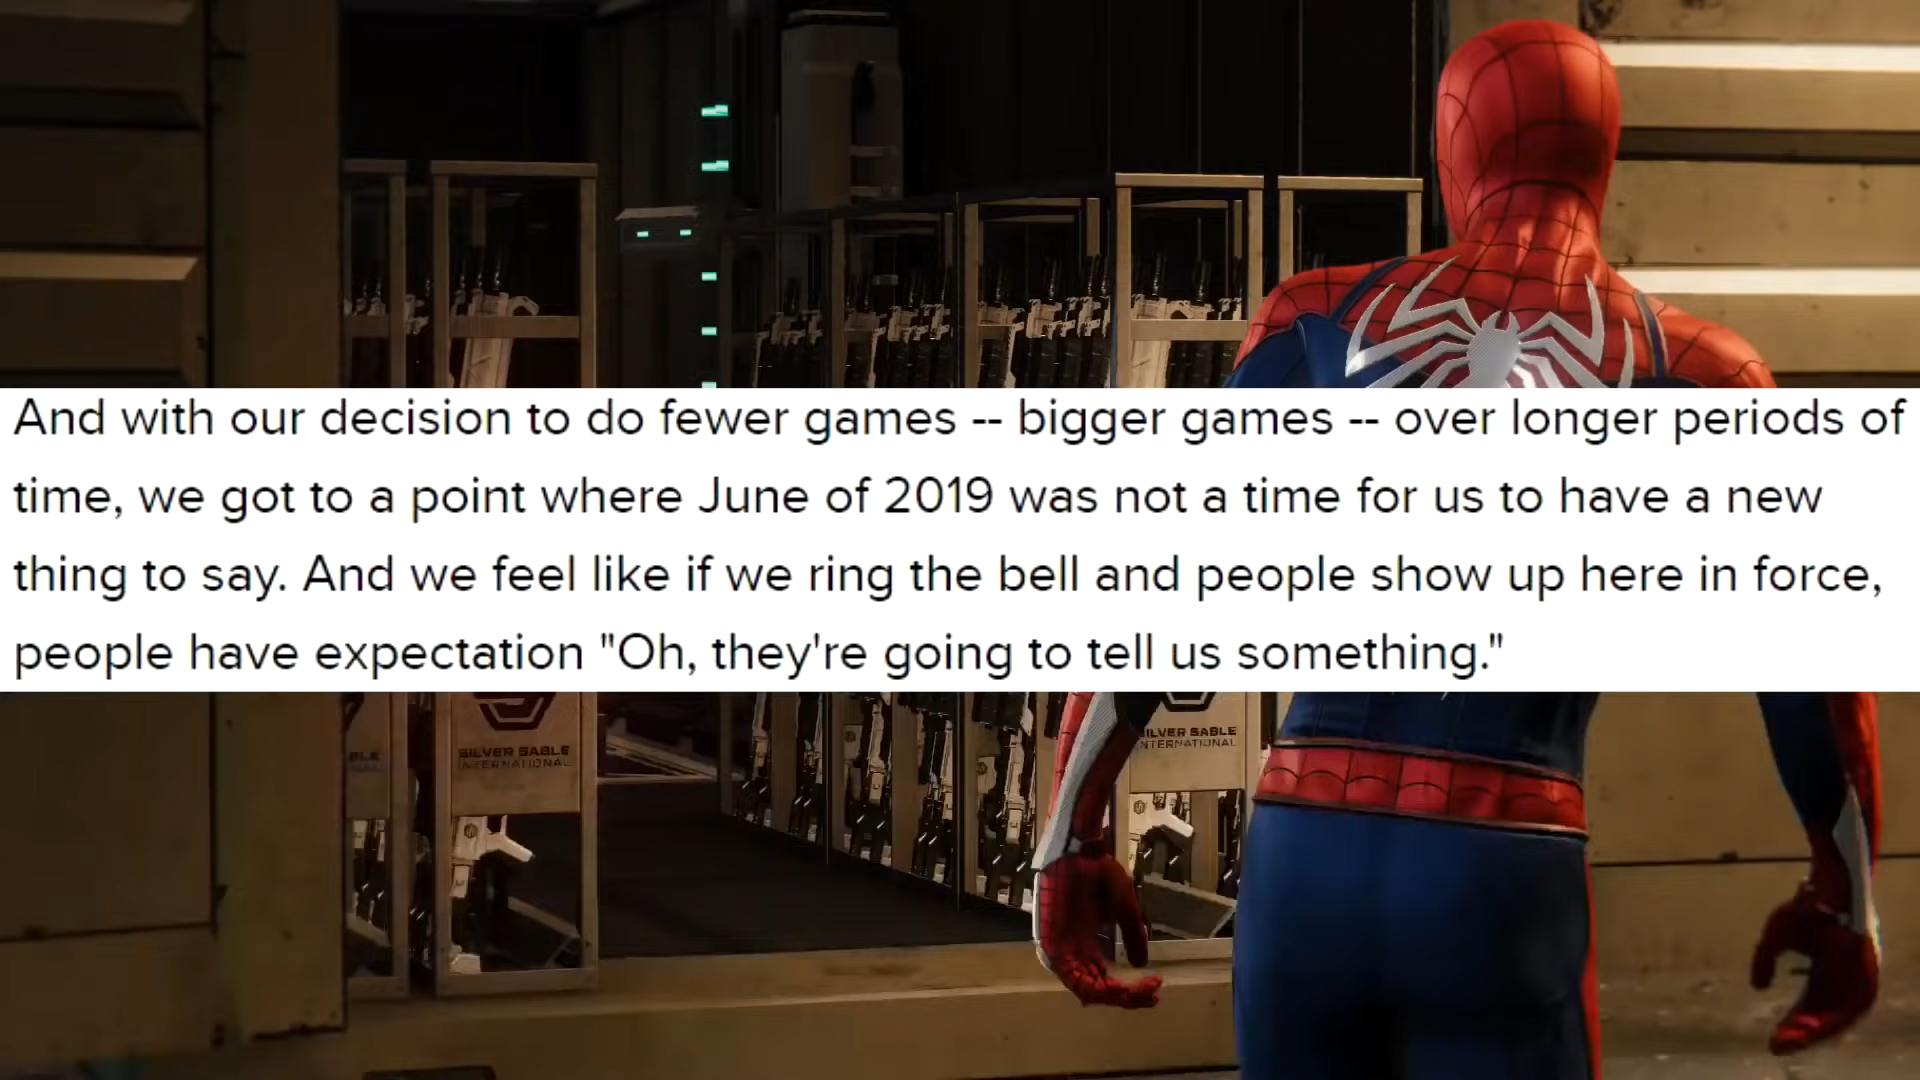 And with our decision to do fewer games -- bigger games -- over longer periods of
time, we got to a point where June of 2019 was not a time for us to have a new
thing to say. And we feel like if we ring the bell and people show up here in force,
people have expectation "Oh, they're going to tell us something."
BLE
SILVER SABLE
INTERNATIONAL
ILVER SABLE
NTERNATIONAL